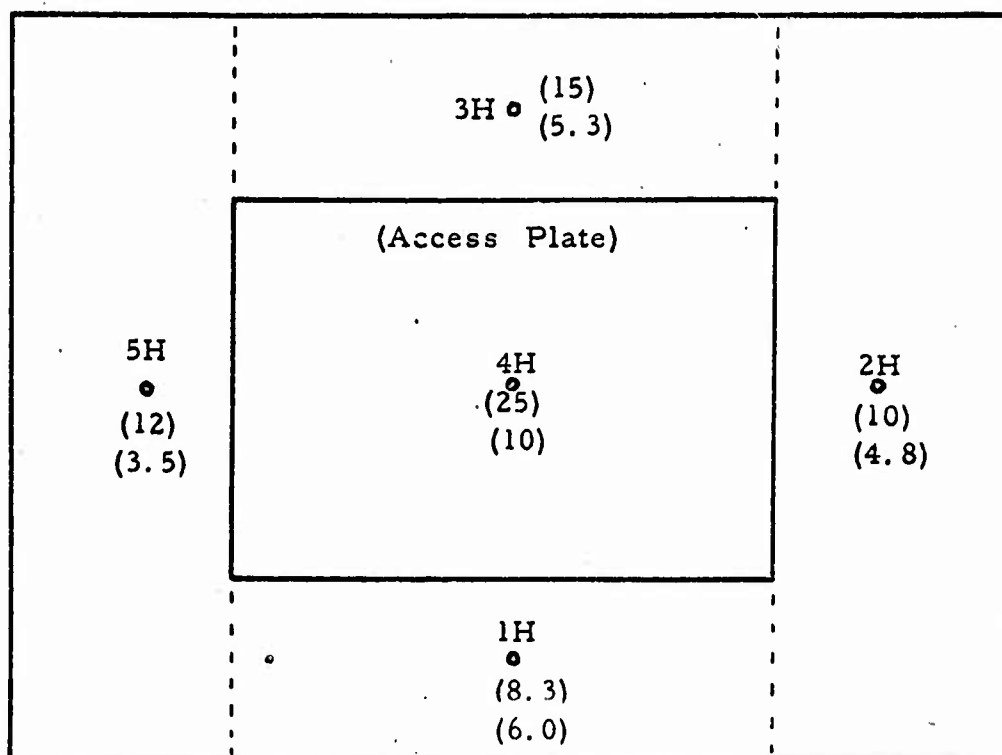 3H (15)
(5.3)
(Access Plate)
5H
(12)
(3.5)
4H
(25)
(10)
2H
(10)
(4.8)
1H
(8.3)
(6.0)